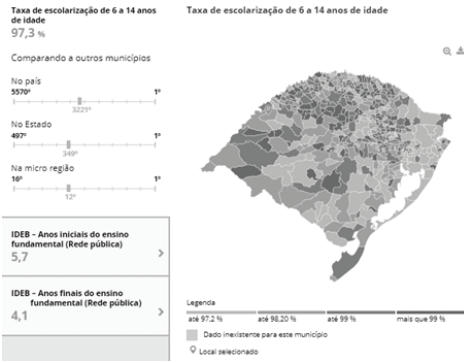 Taxa de escolarização de 6 a 14 anos
de idade
97,3 %
Comparando a outros municípios
No país
5570º 1º
3221º
No Estado
497º 1º
349º
Na micro região
16º 1º
12º
IDEB – Anos iniciais do ensino
fundamental (Rede pública)
5,7
IDEB – Anos finais do ensino
fundamental (Rede pública)
4,1
Taxa de escolarização de 6 a 14 anos de idade
Legenda
até 97,2 % até 98,20 % até 99 % mais que 99 %
Dado inexistente para este município
Local selecionado